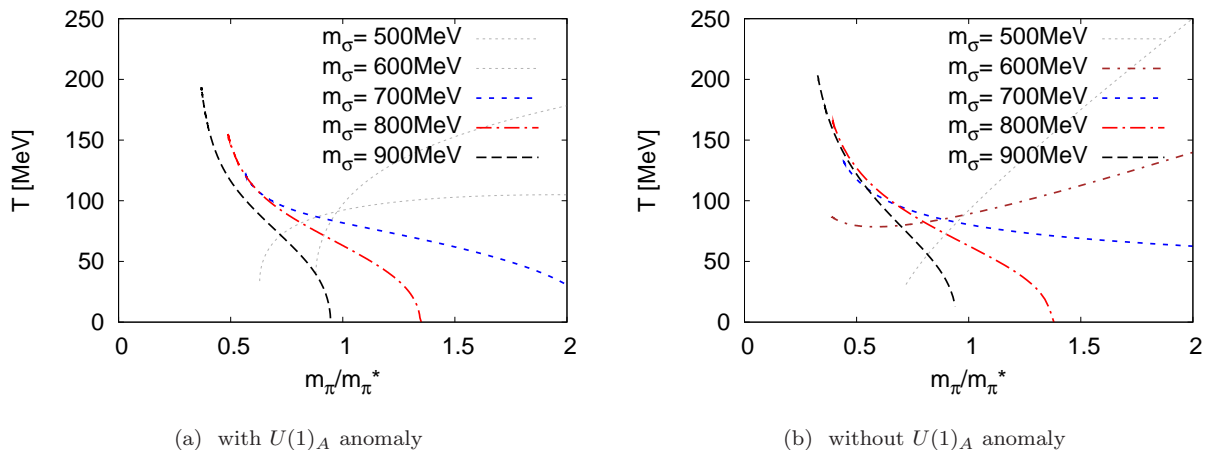 250
200
150
100
50
0
T [MeV]
m_σ= 500MeV
m_σ= 600MeV
m_σ= 700MeV
m_σ= 800MeV
m_σ= 900MeV
0 0.5 1 1.5 2
m_π/m_π*
(a) with U(1)_A anomaly
250
200
150
100
50
0
T [MeV]
m_σ= 500MeV
m_σ= 600MeV
m_σ= 700MeV
m_σ= 800MeV
m_σ= 900MeV
0 0.5 1 1.5 2
m_π/m_π*
(b) without U(1)_A anomaly